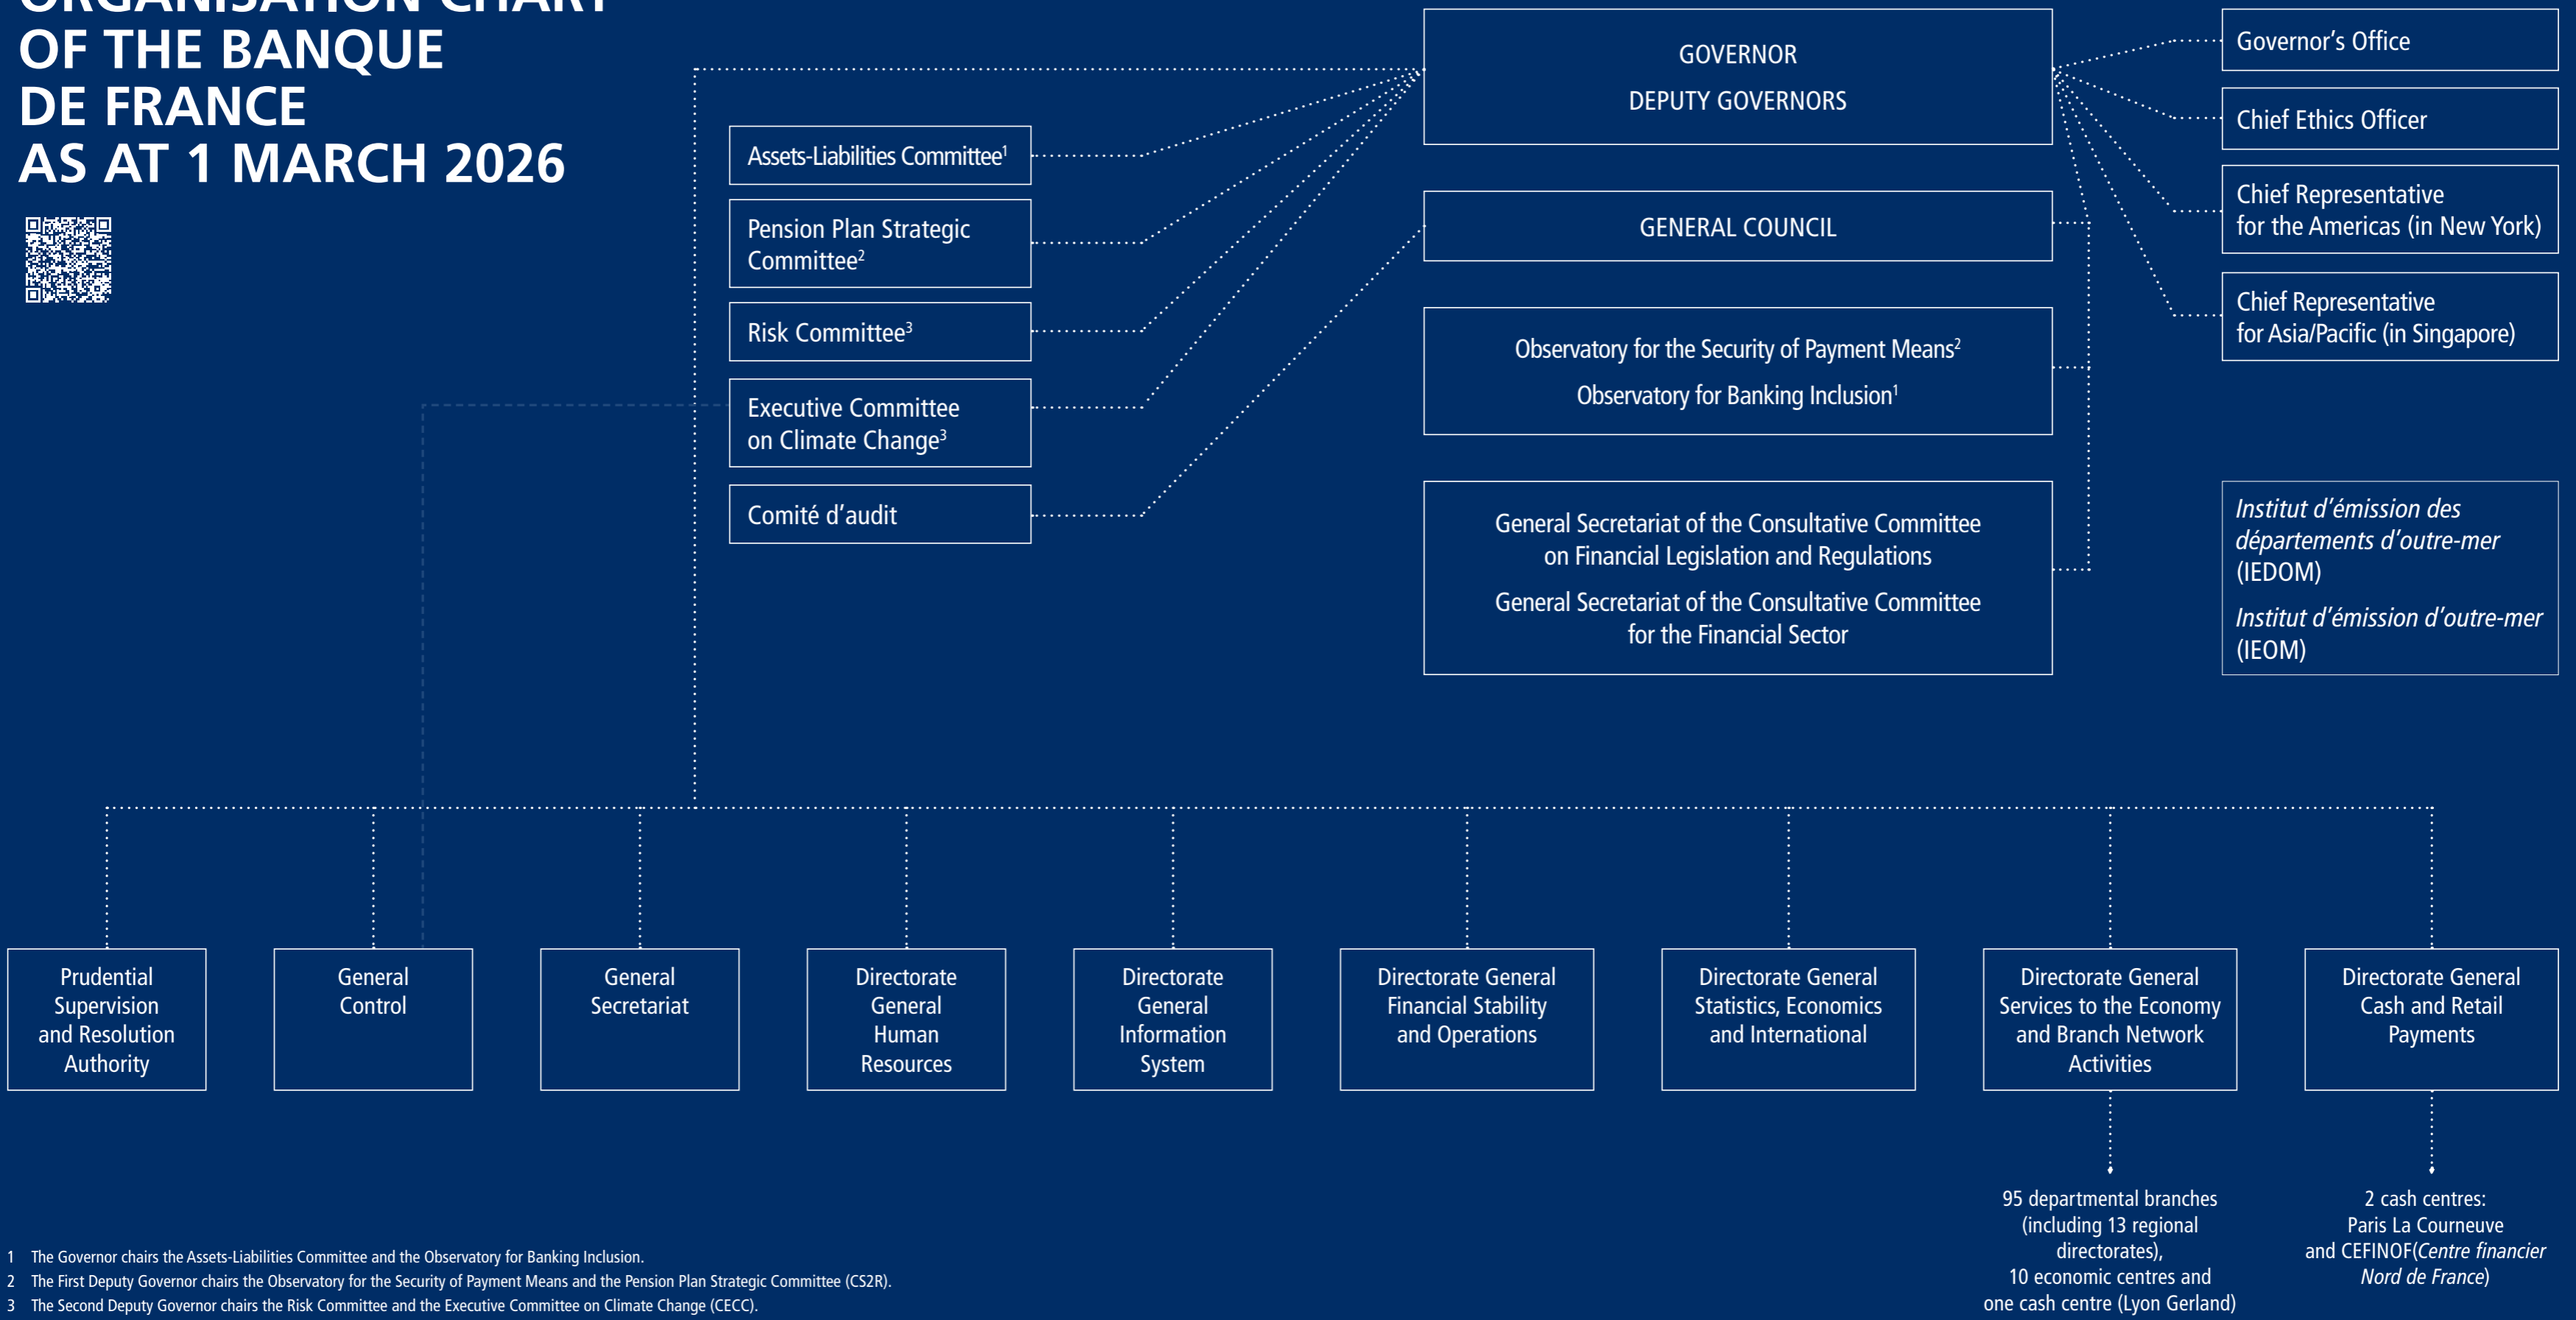 ORGANISATION CHART
OF THE BANQUE
DE FRANCE
AS AT 1 MARCH 2026
GOVERNOR
DEPUTY GOVERNORS
GENERAL COUNCIL
Observatory for the Security of Payment Means²
Observatory for Banking Inclusion¹
General Secretariat of the Consultative Committee
on Financial Legislation and Regulations
General Secretariat of the Consultative Committee
for the Financial Sector
Assets-Liabilities Committee¹
Pension Plan Strategic
Committee²
Risk Committee³
Executive Committee
on Climate Change³
Comité d’audit
Governor’s Office
Chief Ethics Officer
Chief Representative
for the Americas (in New York)
Chief Representative
for Asia/Pacific (in Singapore)
Institut d’émission des
départements d’outre-mer
(IEDOM)
Institut d’émission d’outre-mer
(IEOM)
Prudential
Supervision
and Resolution
Authority
General
Control
General
Secretariat
Directorate
General
Human
Resources
Directorate
General
Information
System
Directorate General
Financial Stability
and Operations
Directorate General
Statistics, Economics
and International
Directorate General
Services to the Economy
and Branch Network
Activities
Directorate General
Cash and Retail
Payments
95 departmental branches
(including 13 regional
directorates),
10 economic centres and
one cash centre (Lyon Gerland)
2 cash centres:
Paris La Courneuve
and CEFINOF(Centre financier
Nord de France)
1 The Governor chairs the Assets-Liabilities Committee and the Observatory for Banking Inclusion.
2 The First Deputy Governor chairs the Observatory for the Security of Payment Means and the Pension Plan Strategic Committee (CS2R).
3 The Second Deputy Governor chairs the Risk Committee and the Executive Committee on Climate Change (CECC).